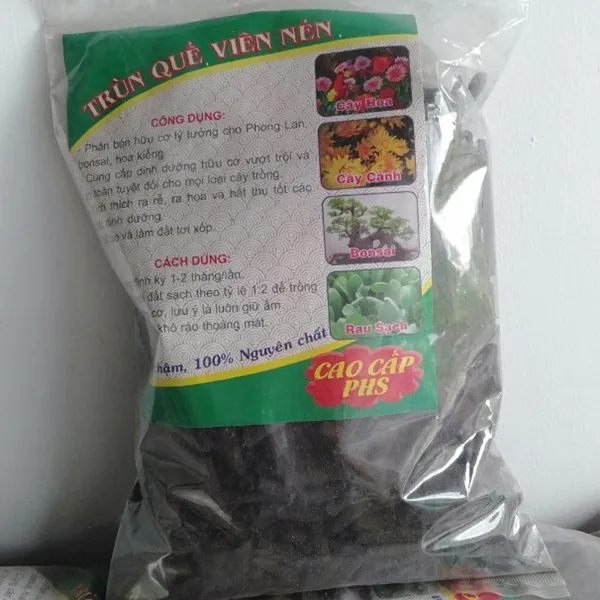 TRÙN QUẾ VIÊN NÉN
CÔNG DỤNG:
- Phân bón hữu cơ lý tưởng cho Phong Lan,
bonsai, hoa kiểng
Cung cấp dinh dưỡng hữu cơ vượt trội và
toàn tuyệt đối cho mọi loại cây trồng.
thích ra rễ, ra hoa và hấp thụ tốt các
dinh dưỡng.
và làm đất tơi xốp.
CÁCH DÙNG:
1-2 tháng/lần.
đất sạch theo tỷ lệ 1:2 để trồng
cơ, lưu ý là luôn giữ ẩm
khô ráo thoáng mát.
100% Nguyên chất
Cây Hoa
Cây Cảnh
Bonsai
Rau Sạch
CAO CẤP
PHS